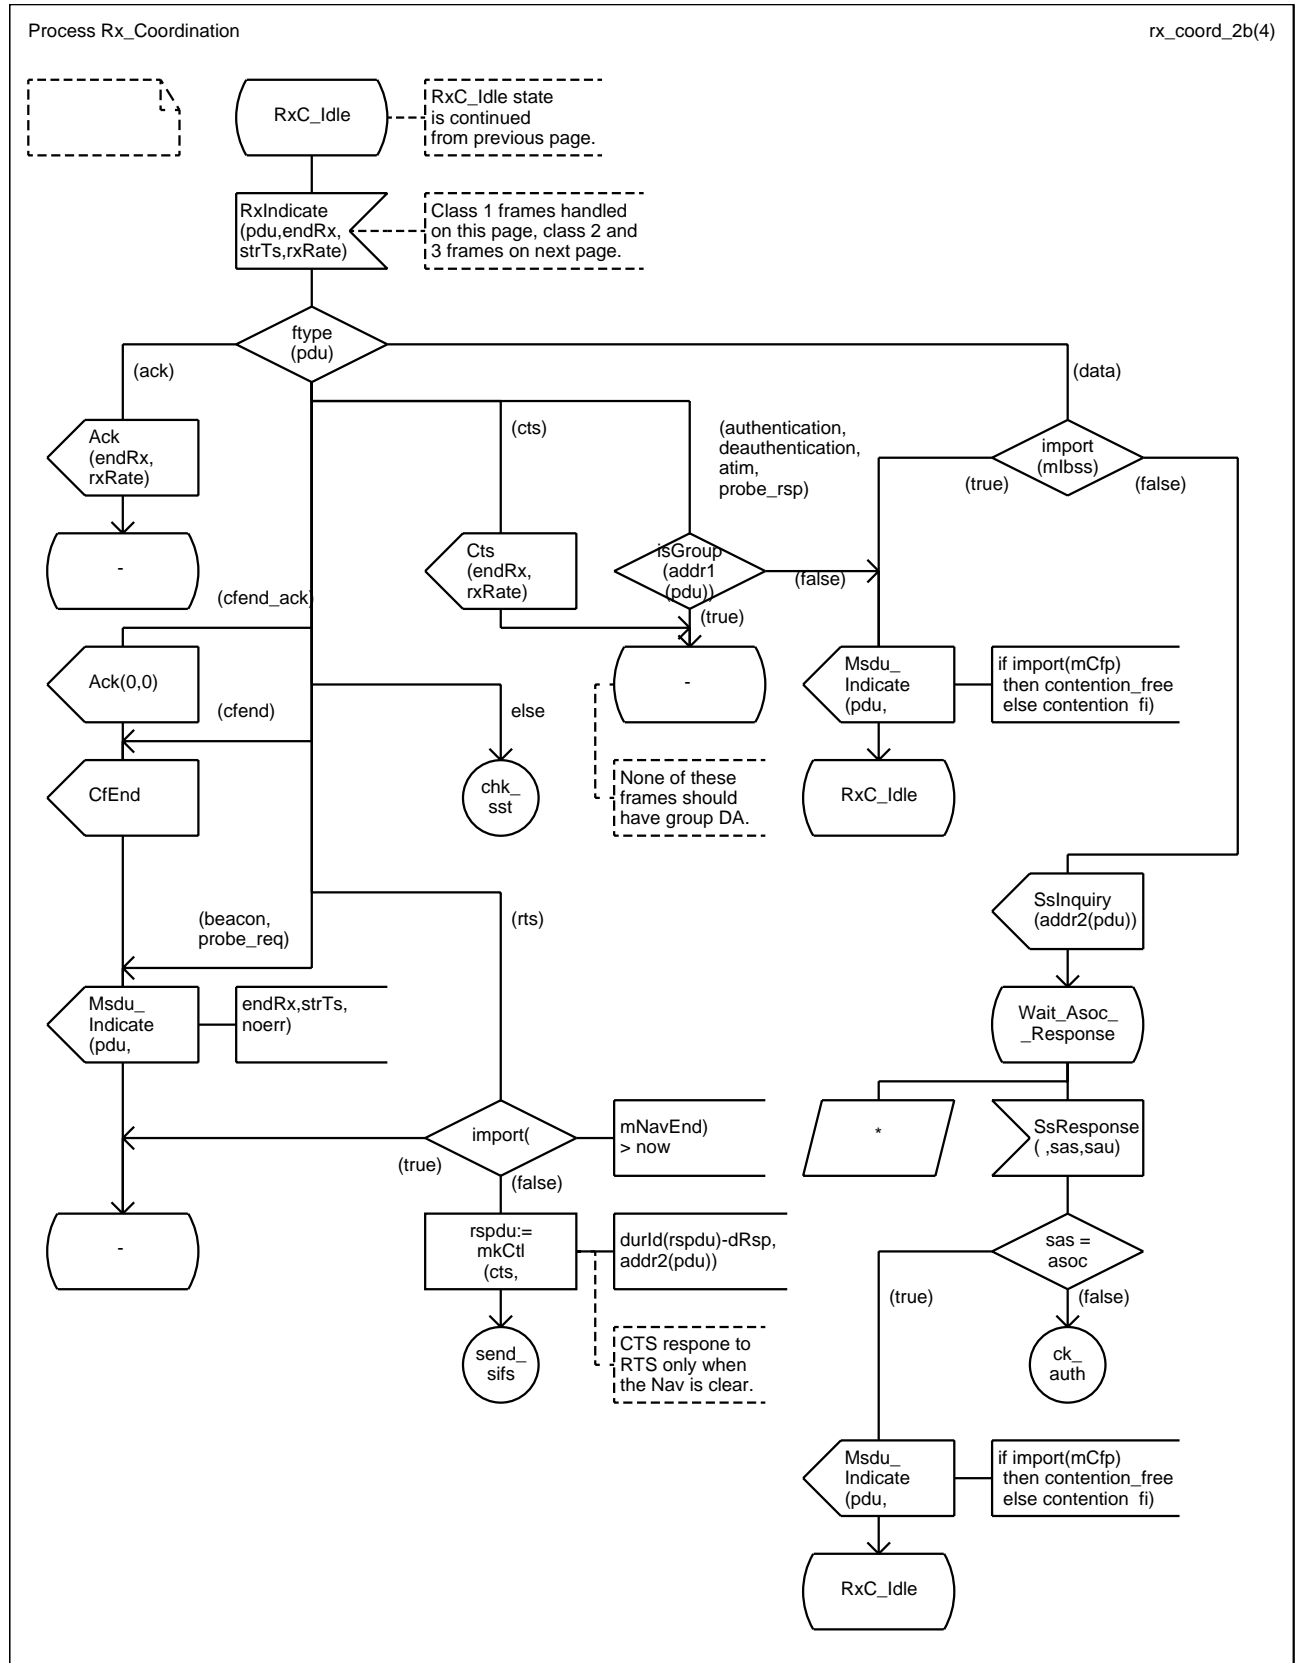 Process Rx_Coordination
rx_coord_2b(4)
RxC_Idle
RxC_Idle state
is continued
from previous page.
RxIndicate
(pdu,endRx,
strTs,rxRate)
Class 1 frames handled
on this page, class 2 and
3 frames on next page.
ftype
(pdu)
(ack)
(data)
(cts)
(authentication,
deauthentication,
atim,
probe_rsp)
Ack
(endRx,
rxRate)
import
(mIbss)
(true)
(false)
-
Cts
(endRx,
rxRate)
isGroup
(addr1
(pdu))
(false)
(true)
(cfend_ack)
Ack(0,0)
(cfend)
else
-
Msdu_
Indicate
(pdu,
if import(mCfp)
then contention_free
else contention_fi)
CfEnd
chk_
sst
None of these
frames should
have group DA.
RxC_Idle
SsInquiry
(addr2(pdu))
(beacon,
probe_req)
(rts)
Msdu_
Indicate
(pdu,
endRx,strTs,
noerr)
Wait_Asoc_
_Response
import(
mNavEnd)
> now
*
SsResponse
( ,sas,sau)
(true)
(false)
-
rspdu:=
mkCtl
(cts,
durId(rspdu)-dRsp,
addr2(pdu))
sas =
asoc
(true)
(false)
send_
sifs
CTS respone to
RTS only when
the Nav is clear.
ck_
auth
Msdu_
Indicate
(pdu,
if import(mCfp)
then contention_free
else contention_fi)
RxC_Idle